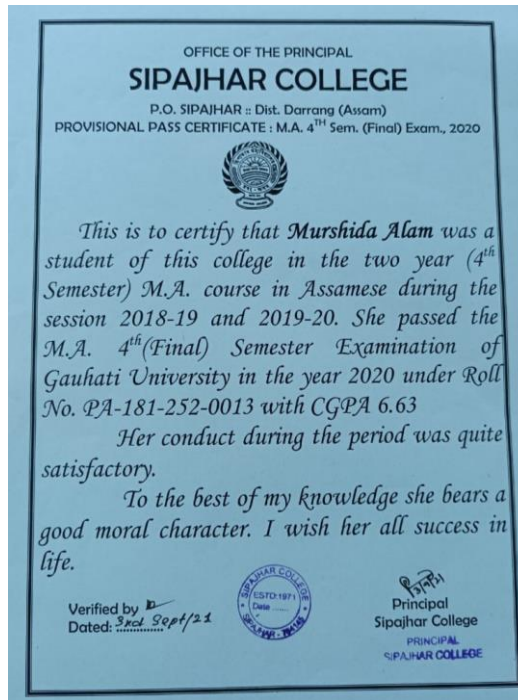 OFFICE OF THE PRINCIPAL
SIPAJHAR COLLEGE
P.O. SIPAJHAR :: Dist. Darrang (Assam)
PROVISIONAL PASS CERTIFICATE : M.A. 4TH Sem. (Final) Exam., 2020
This is to certify that Murshida Alam was a
student of this college in the two year (4th
Semester) M.A. course in Assamese during the
session 2018-19 and 2019-20. She passed the
M.A. 4th (Final) Semester Examination of
Gauhati University in the year 2020 under Roll
No. PA-181-252-0013 with CGPA 6.63
Her conduct during the period was quite
satisfactory.
To the best of my knowledge she bears a
good moral character. I wish her all success in
life.
SIPAJHAR COLLEGE
ESTD:1971
Date ......
SIPAJHAR - 784145
Verified by
Dated: 3rd Sept/21
Principal
Sipajhar College
PRINCIPAL
SIPAJHAR COLLEGE